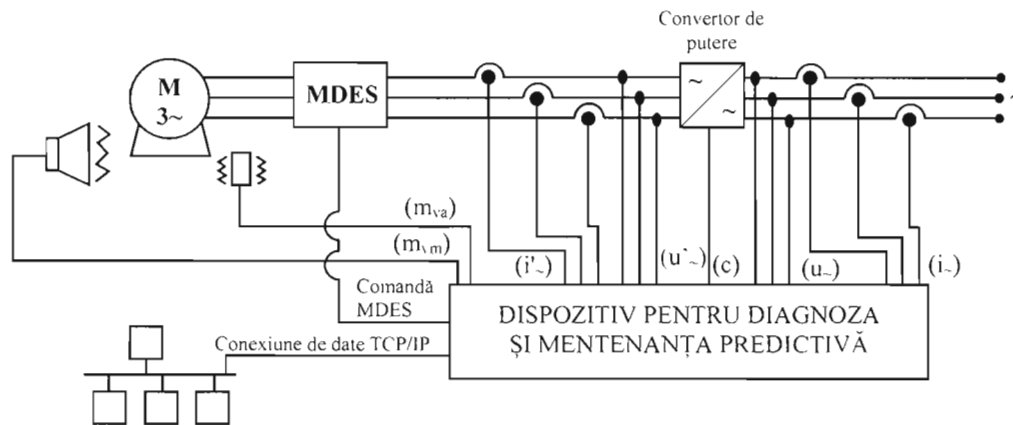 Convertor de
putere
M
3~
MDES
~
~
(mva)
(mvm)
(i'~)
(u`~)
(c)
(u~)
(i~)
Comandă
MDES
DISPOZITIV PENTRU DIAGNOZA
ȘI MENTENANȚA PREDICTIVĂ
Conexiune de date TCP/IP